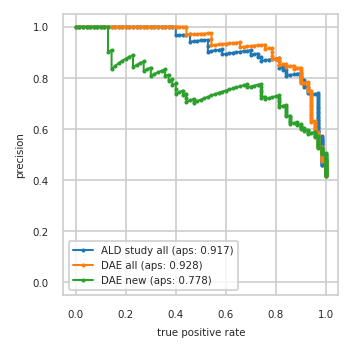 1.0
0.8
0.6
0.4
0.2
0.0
precision
ALD study all (aps: 0.917)
DAE all (aps: 0.928)
DAE new (aps: 0.778)
0.0 0.2 0.4 0.6 0.8 1.0
true positive rate